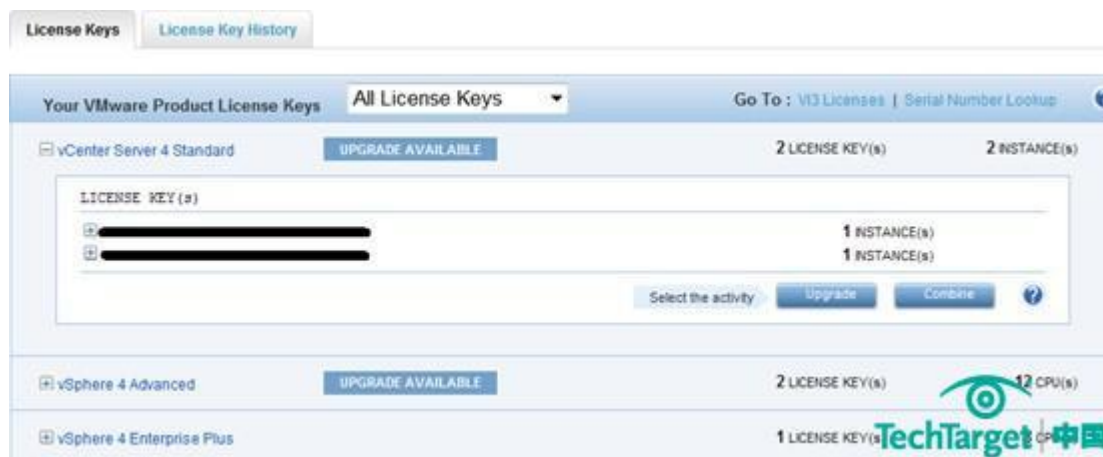 License Keys License Key History
Your VMware Product License Keys All License Keys Go To : VI3 Licenses | Serial Number Lookup
vCenter Server 4 Standard UPGRADE AVAILABLE 2 LICENSE KEY(s) 2 INSTANCE(s)
LICENSE KEY(s)
1 INSTANCE(s)
1 INSTANCE(s)
Select the activity Upgrade Combine ?
vSphere 4 Advanced UPGRADE AVAILABLE 2 LICENSE KEY(s) 12 CPU(s)
vSphere 4 Enterprise Plus 1 LICENSE KEY(s
TechTarget 中国